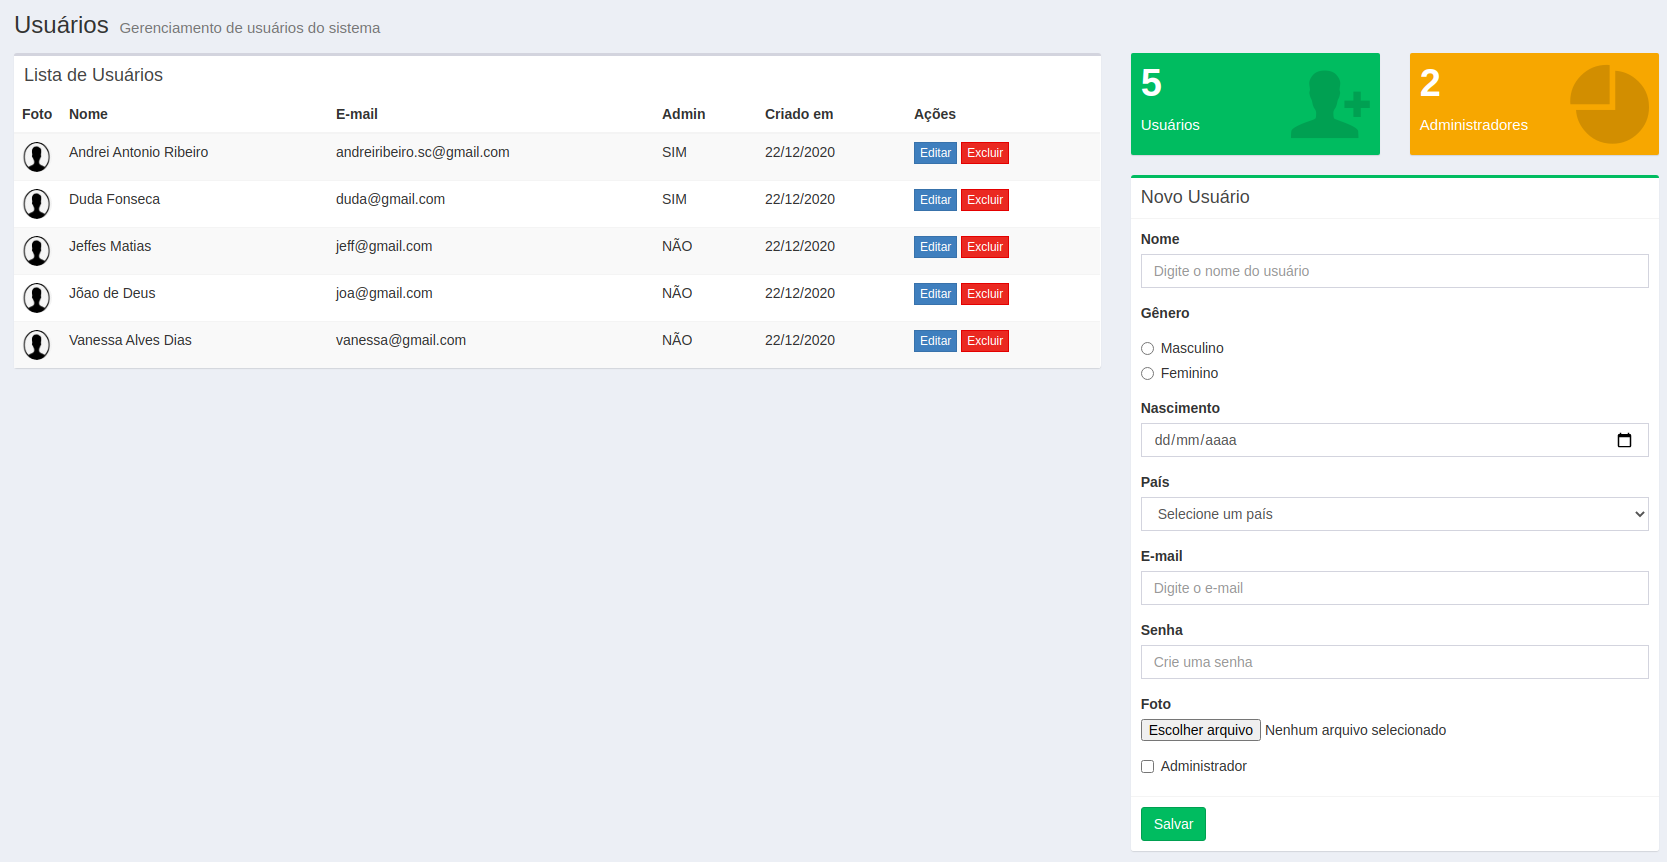 Usuários Gerenciamento de usuários do sistema
Lista de Usuários
Foto Nome E-mail Admin Criado em Ações
Andrei Antonio Ribeiro andreiribeiro.sc@gmail.com SIM 22/12/2020 Editar Excluir
Duda Fonseca duda@gmail.com SIM 22/12/2020 Editar Excluir
Jeffes Matias jeff@gmail.com NÃO 22/12/2020 Editar Excluir
Jõao de Deus joa@gmail.com NÃO 22/12/2020 Editar Excluir
Vanessa Alves Dias vanessa@gmail.com NÃO 22/12/2020 Editar Excluir
5
Usuários
2
Administradores
Novo Usuário
Nome
Digite o nome do usuário
Gênero
Masculino
Feminino
Nascimento
dd/mm/aaaa
País
Selecione um país
E-mail
Digite o e-mail
Senha
Crie uma senha
Foto
Escolher arquivo Nenhum arquivo selecionado
Administrador
Salvar